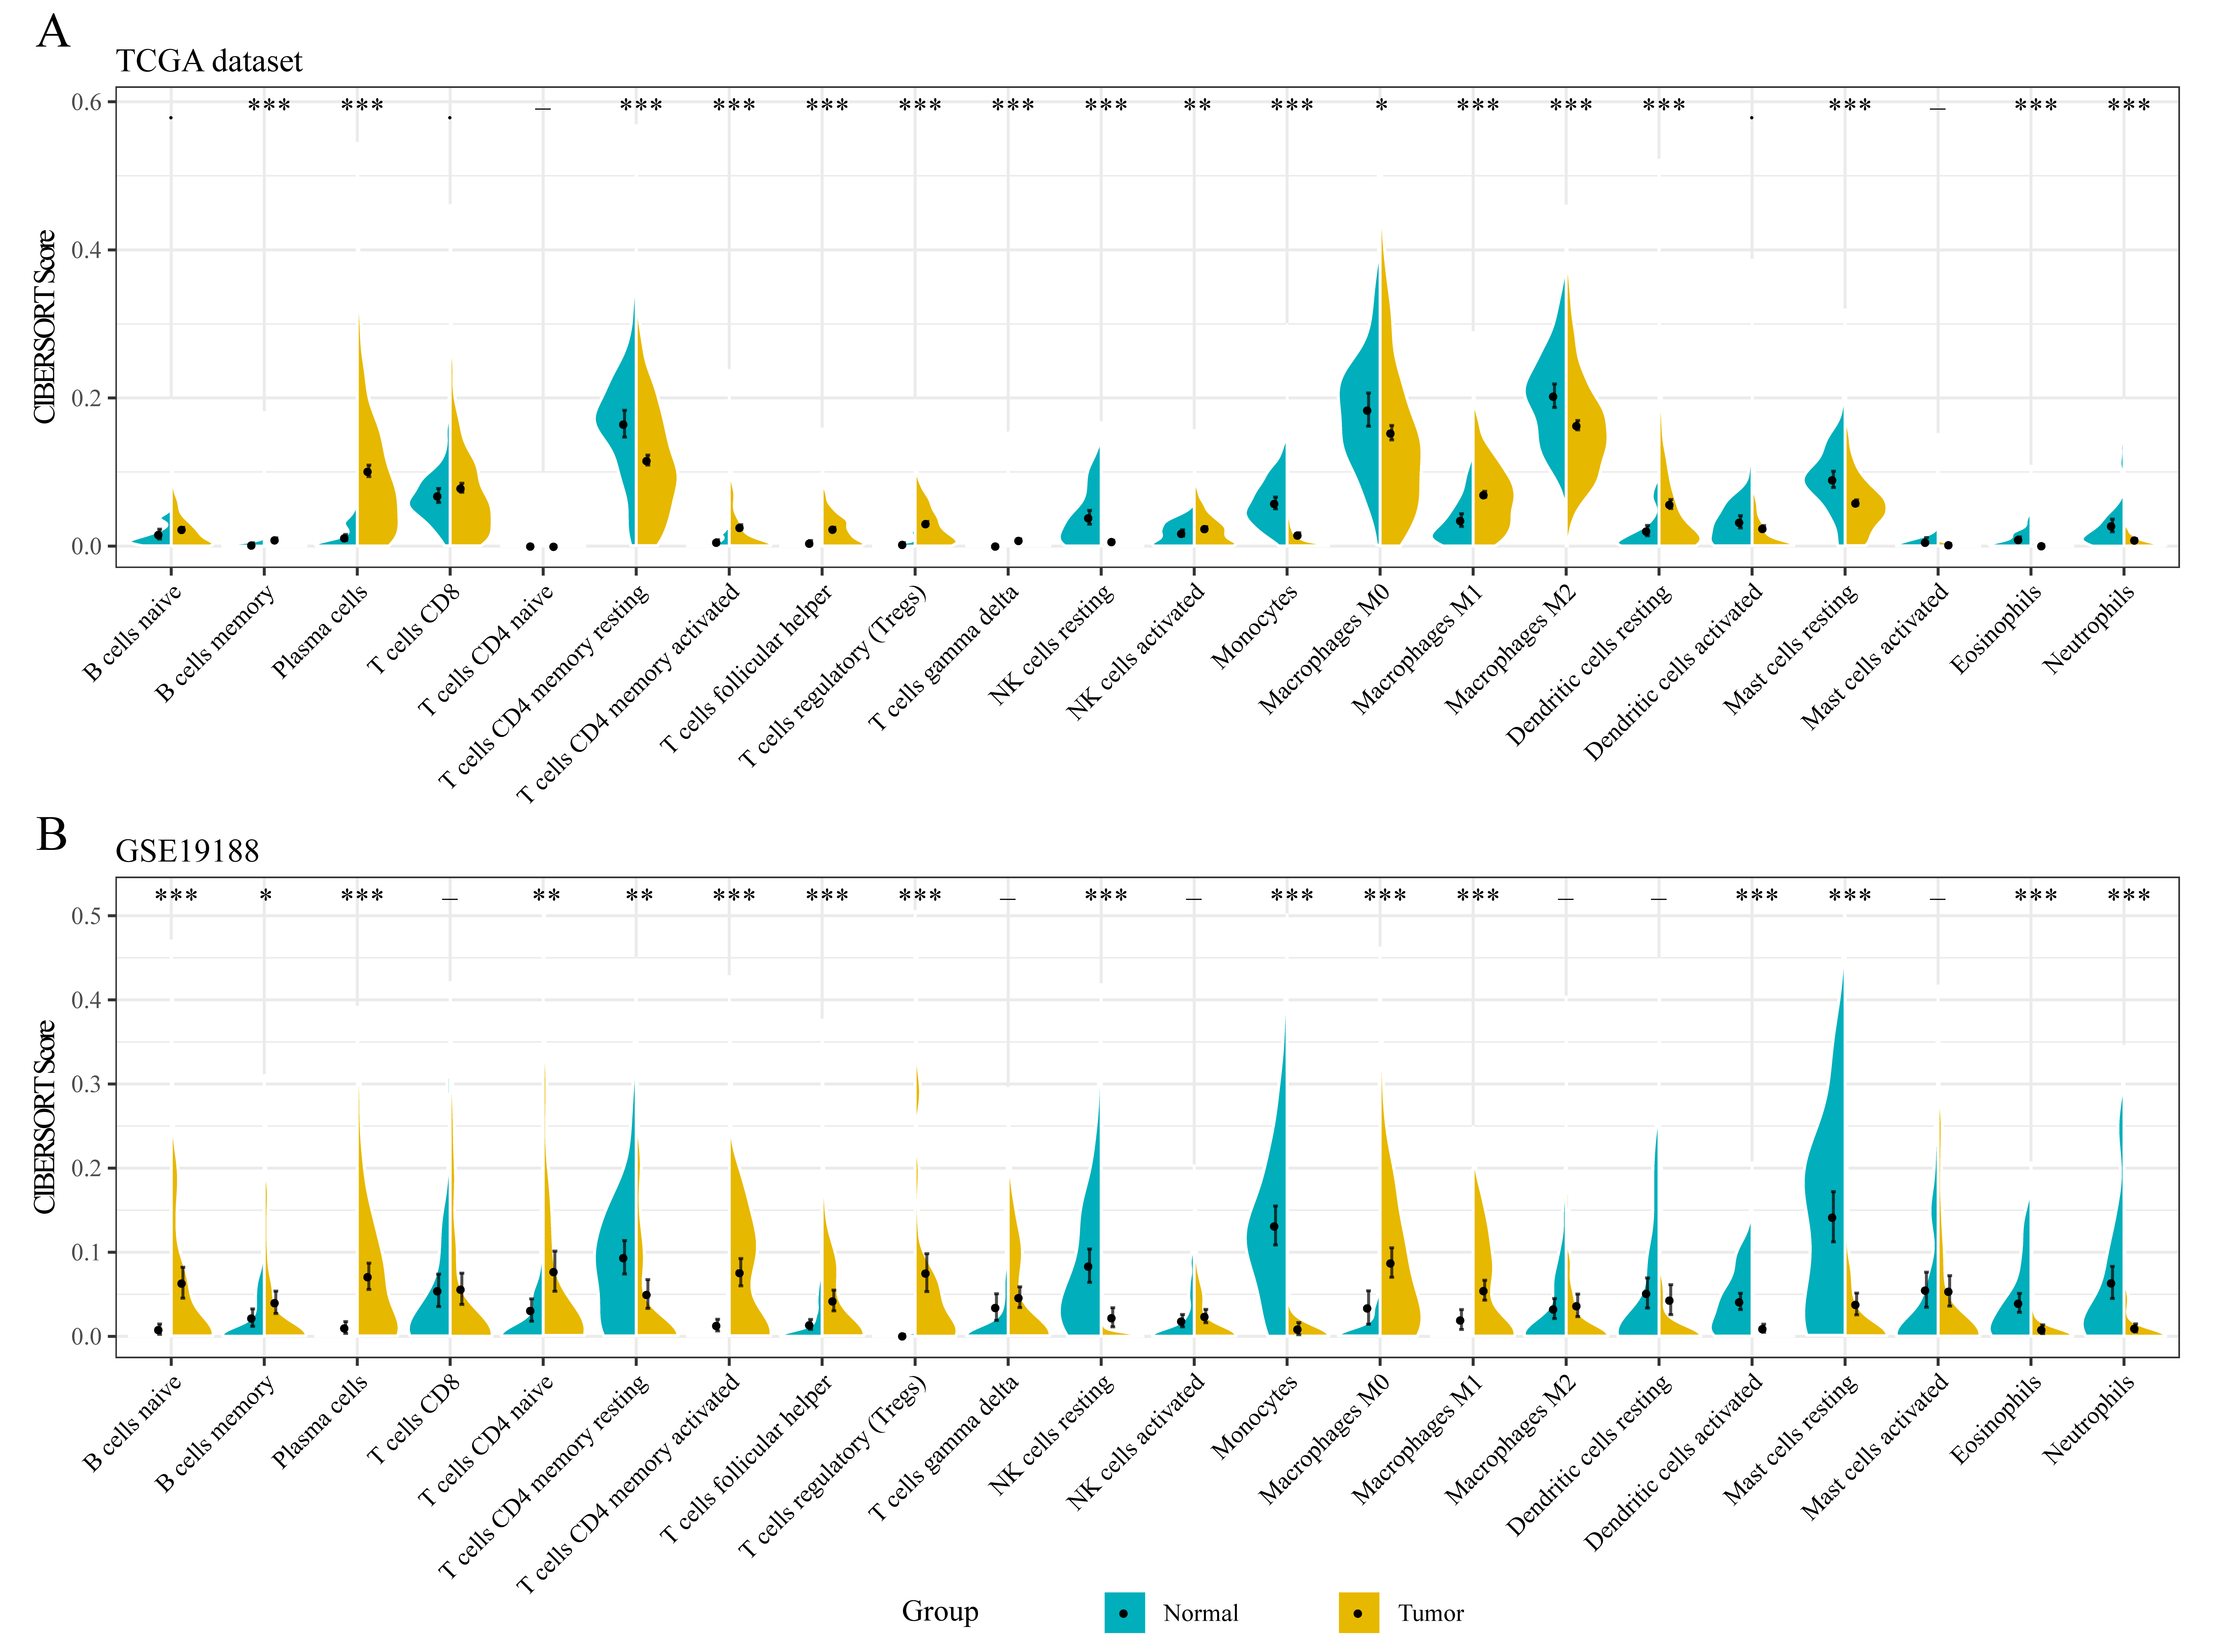 A
TCGA dataset
*** *** – *** *** *** *** *** *** ** *** * *** *** *** *** – *** ***
. . .
CIBERSORT Score
0.6
0.4
0.2
0.0
B cells naive
B cells memory
Plasma cells
T cells CD8
T cells CD4 naive
T cells CD4 memory resting
T cells CD4 memory activated
T cells follicular helper
T cells regulatory (Tregs)
T cells gamma delta
NK cells resting
NK cells activated
Monocytes
Macrophages M0
Macrophages M1
Macrophages M2
Dendritic cells resting
Dendritic cells activated
Mast cells resting
Mast cells activated
Eosinophils
Neutrophils
B
GSE19188
*** * *** – ** ** *** *** *** – *** – *** *** *** – – *** *** – *** ***
CIBERSORT Score
0.5
0.4
0.3
0.2
0.1
0.0
B cells naive
B cells memory
Plasma cells
T cells CD8
T cells CD4 naive
T cells CD4 memory resting
T cells CD4 memory activated
T cells follicular helper
T cells regulatory (Tregs)
T cells gamma delta
NK cells resting
NK cells activated
Monocytes
Macrophages M0
Macrophages M1
Macrophages M2
Dendritic cells resting
Dendritic cells activated
Mast cells resting
Mast cells activated
Eosinophils
Neutrophils
Group Normal Tumor